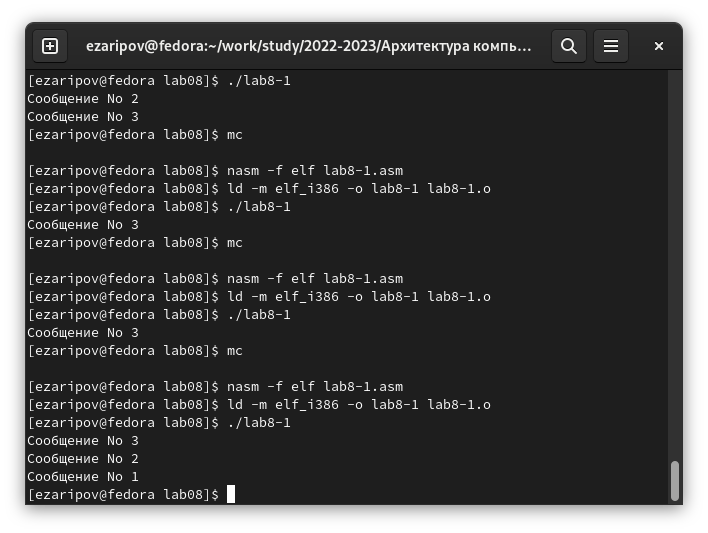 ezaripov@fedora:~/work/study/2022-2023/Архитектура компь...
[ezaripov@fedora lab08]$ ./lab8-1
Сообщение No 2
Сообщение No 3
[ezaripov@fedora lab08]$ mc
[ezaripov@fedora lab08]$ nasm -f elf lab8-1.asm
[ezaripov@fedora lab08]$ ld -m elf_i386 -o lab8-1 lab8-1.o
[ezaripov@fedora lab08]$ ./lab8-1
Сообщение No 3
[ezaripov@fedora lab08]$ mc
[ezaripov@fedora lab08]$ nasm -f elf lab8-1.asm
[ezaripov@fedora lab08]$ ld -m elf_i386 -o lab8-1 lab8-1.o
[ezaripov@fedora lab08]$ ./lab8-1
Сообщение No 3
[ezaripov@fedora lab08]$ mc
[ezaripov@fedora lab08]$ nasm -f elf lab8-1.asm
[ezaripov@fedora lab08]$ ld -m elf_i386 -o lab8-1 lab8-1.o
[ezaripov@fedora lab08]$ ./lab8-1
Сообщение No 3
Сообщение No 2
Сообщение No 1
[ezaripov@fedora lab08]$